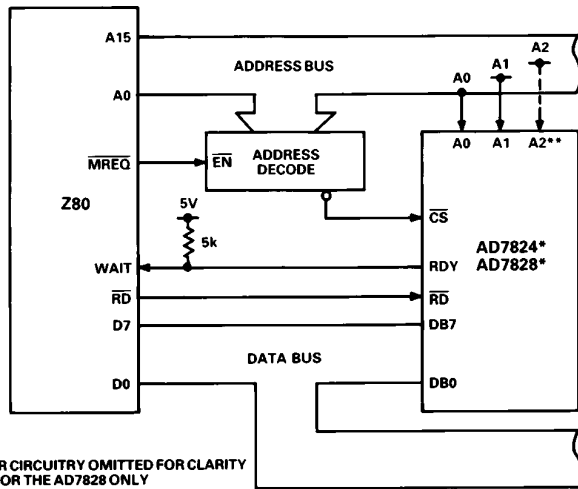 A15
ADDRESS BUS
A2
A1
A0
A0
A0 A1 A2**
MREQ
EN
ADDRESS
DECODE
Z80
5V
5k
CS
AD7824*
AD7828*
WAIT
RDY
RD
RD
D7
DB7
DATA BUS
D0
DB0
R CIRCUITRY OMITTED FOR CLARITY
OR THE AD7828 ONLY